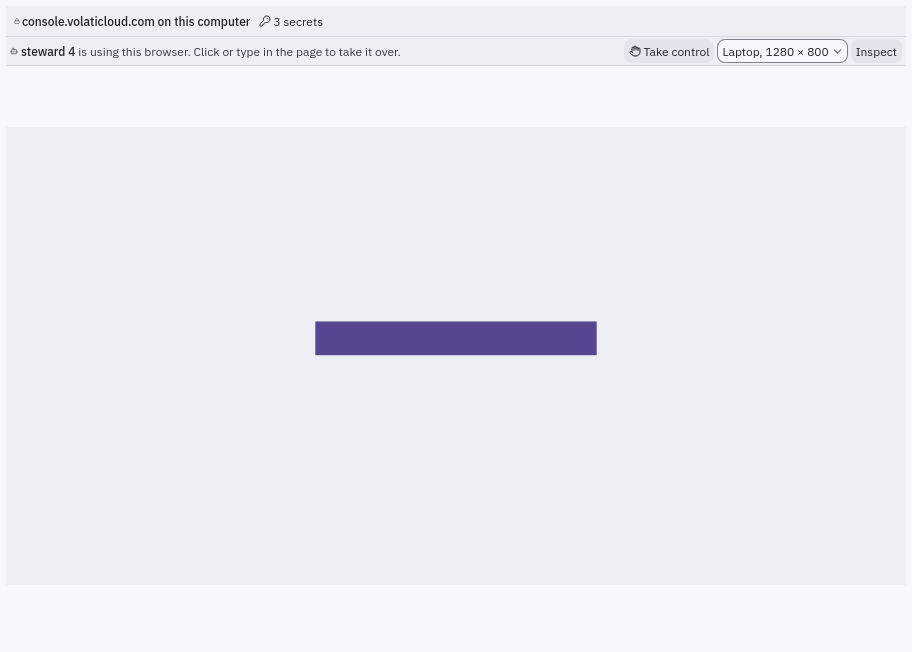 console.volaticloud.com on this computer 3 secrets
steward 4 is using this browser. Click or type in the page to take it over. Take control Laptop, 1280 × 800 Inspect